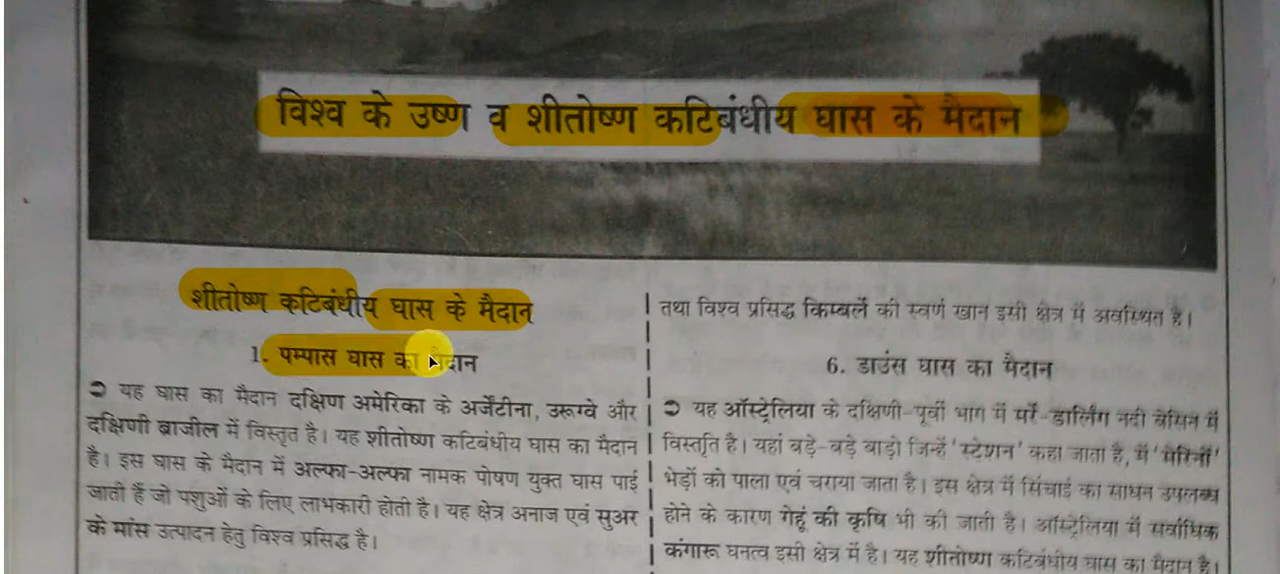 विश्व के उष्ण व शीतोष्ण कटिबंधीय घास के मैदान
शीतोष्ण कटिबंधीय घास के मैदान
1. पम्पास घास का मैदान
➲ यह घास का मैदान दक्षिण अमेरिका के अर्जेंटीना, उरूग्वे और
दक्षिणी ब्राजील में विस्तृत है। यह शीतोष्ण कटिबंधीय घास का मैदान
है। इस घास के मैदान में अल्फा-अल्फा नामक पोषण युक्त घास पाई
जाती हैं जो पशुओं के लिए लाभकारी होती है। यह क्षेत्र अनाज एवं सुअर
के मांस उत्पादन हेतु विश्व प्रसिद्ध है।
तथा विश्व प्रसिद्ध किम्बर्ले की स्वर्ण खान इसी क्षेत्र में अवस्थित है।
6. डाउंस घास का मैदान
➲ यह ऑस्ट्रेलिया के दक्षिणी-पूर्वी भाग में मर्रे-डार्लिंग नदी बेसिन में
विस्तृति है। यहां बड़े-बड़े बाड़ो जिन्हें 'स्टेशन' कहा जाता है, में 'मेरिनों'
भेड़ों को पाला एवं चराया जाता है। इस क्षेत्र में सिंचाई का साधन उपलब्ध
होने के कारण गेहूं की कृषि भी की जाती है। ऑस्ट्रेलिया में सर्वाधिक
कंगारू घनत्व इसी क्षेत्र में है। यह शीतोष्ण कटिबंधीय घास का मैदान है।